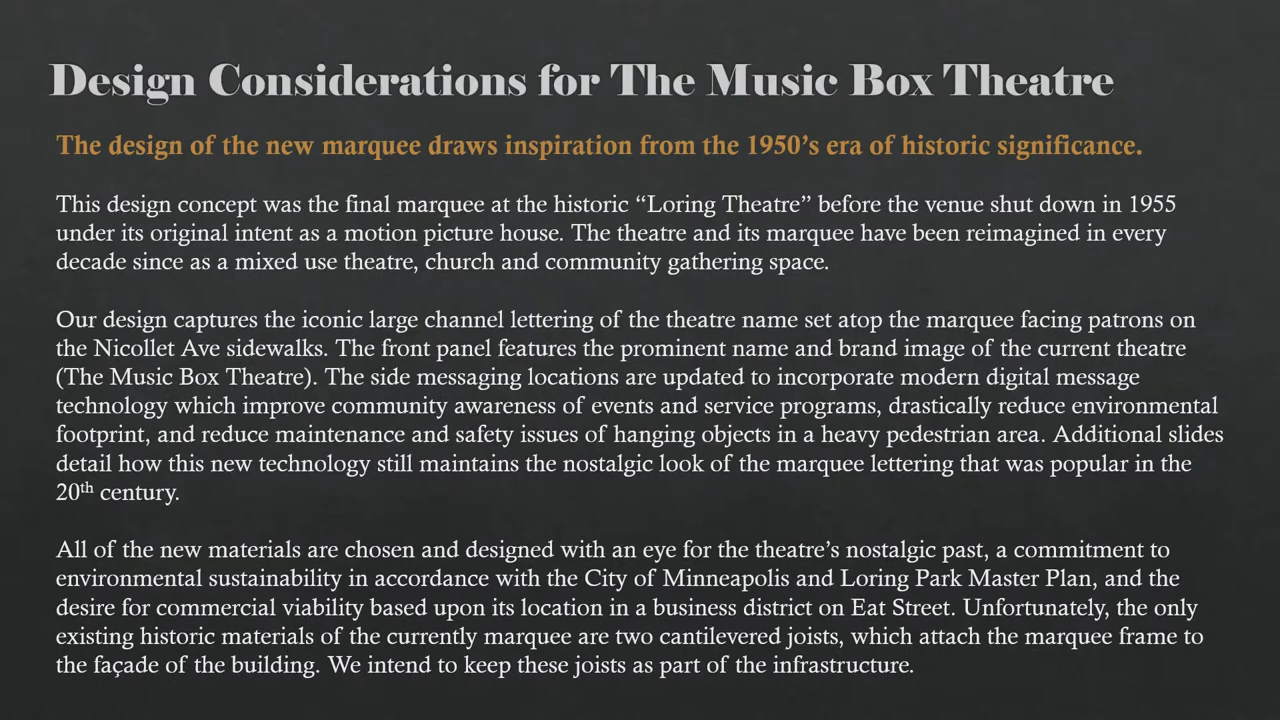 Design Considerations for The Music Box Theatre
The design of the new marquee draws inspiration from the 1950’s era of historic significance.
This design concept was the final marquee at the historic “Loring Theatre” before the venue shut down in 1955
under its original intent as a motion picture house. The theatre and its marquee have been reimagined in every
decade since as a mixed use theatre, church and community gathering space.
Our design captures the iconic large channel lettering of the theatre name set atop the marquee facing patrons on
the Nicollet Ave sidewalks. The front panel features the prominent name and brand image of the current theatre
(The Music Box Theatre). The side messaging locations are updated to incorporate modern digital message
technology which improve community awareness of events and service programs, drastically reduce environmental
footprint, and reduce maintenance and safety issues of hanging objects in a heavy pedestrian area. Additional slides
detail how this new technology still maintains the nostalgic look of the marquee lettering that was popular in the
20th century.
All of the new materials are chosen and designed with an eye for the theatre’s nostalgic past, a commitment to
environmental sustainability in accordance with the City of Minneapolis and Loring Park Master Plan, and the
desire for commercial viability based upon its location in a business district on Eat Street. Unfortunately, the only
existing historic materials of the currently marquee are two cantilevered joists, which attach the marquee frame to
the façade of the building. We intend to keep these joists as part of the infrastructure.